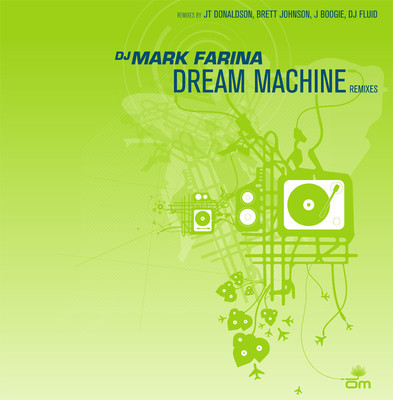 REMIXES BY JT DONALDSON, BRETT JOHNSON, J BOOGIE, DJ FLUID
DJ MARK FARINA
DREAM MACHINE REMIXES
om